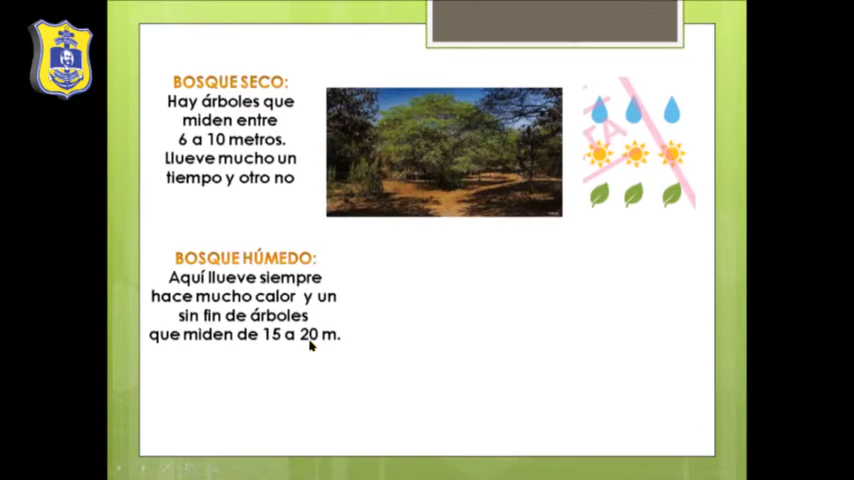 BOSQUE SECO:
Hay árboles que
miden entre
6 a 10 metros.
Llueve mucho un
tiempo y otro no
BOSQUE HÚMEDO:
Aquí llueve siempre
hace mucho calor y un
sin fin de árboles
que miden de 15 a 20 m.